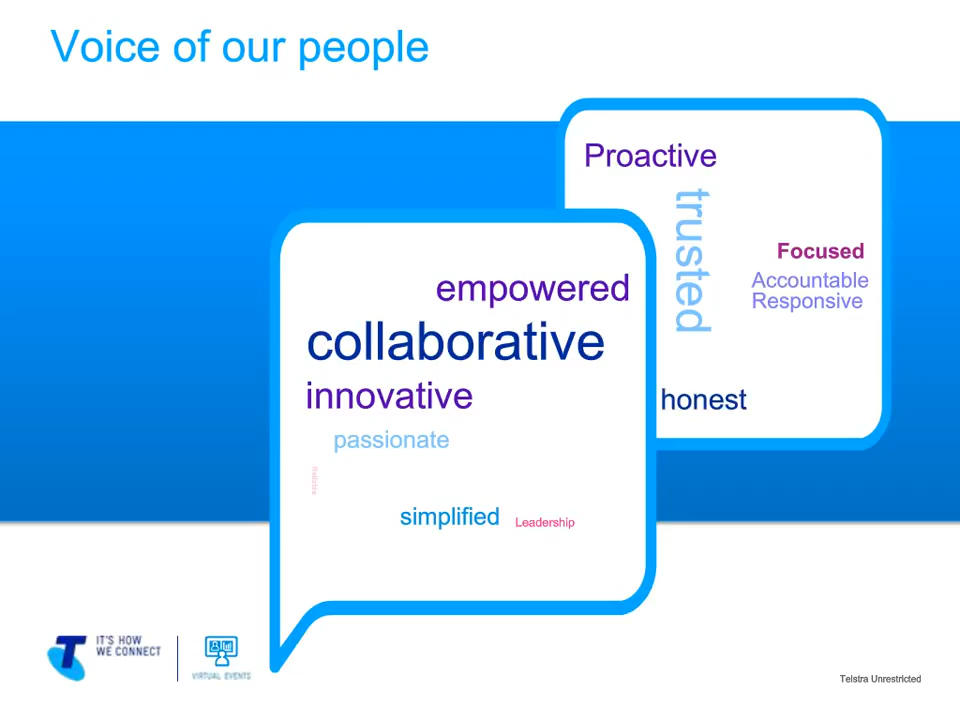 Voice of our people
Proactive
trusted
Focused
Accountable
Responsive
honest
empowered
collaborative
innovative
passionate
simplified
Leadership
IT'S HOW
WE CONNECT
VIRTUAL EVENTS
Telstra Unrestricted